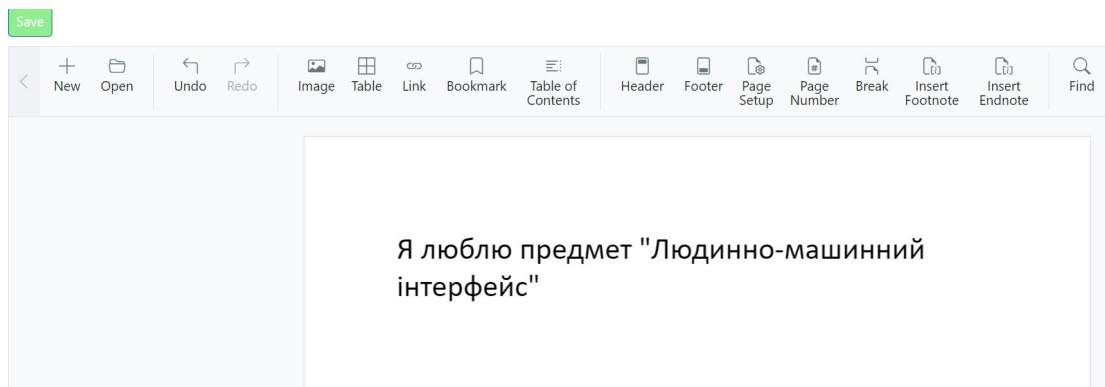 Save
New Open Undo Redo Image Table Link Bookmark Table of Contents Header Footer Page Setup Page Number Break Insert Footnote Insert Endnote Find
Я люблю предмет "Людинно-машинний
інтерфейс"